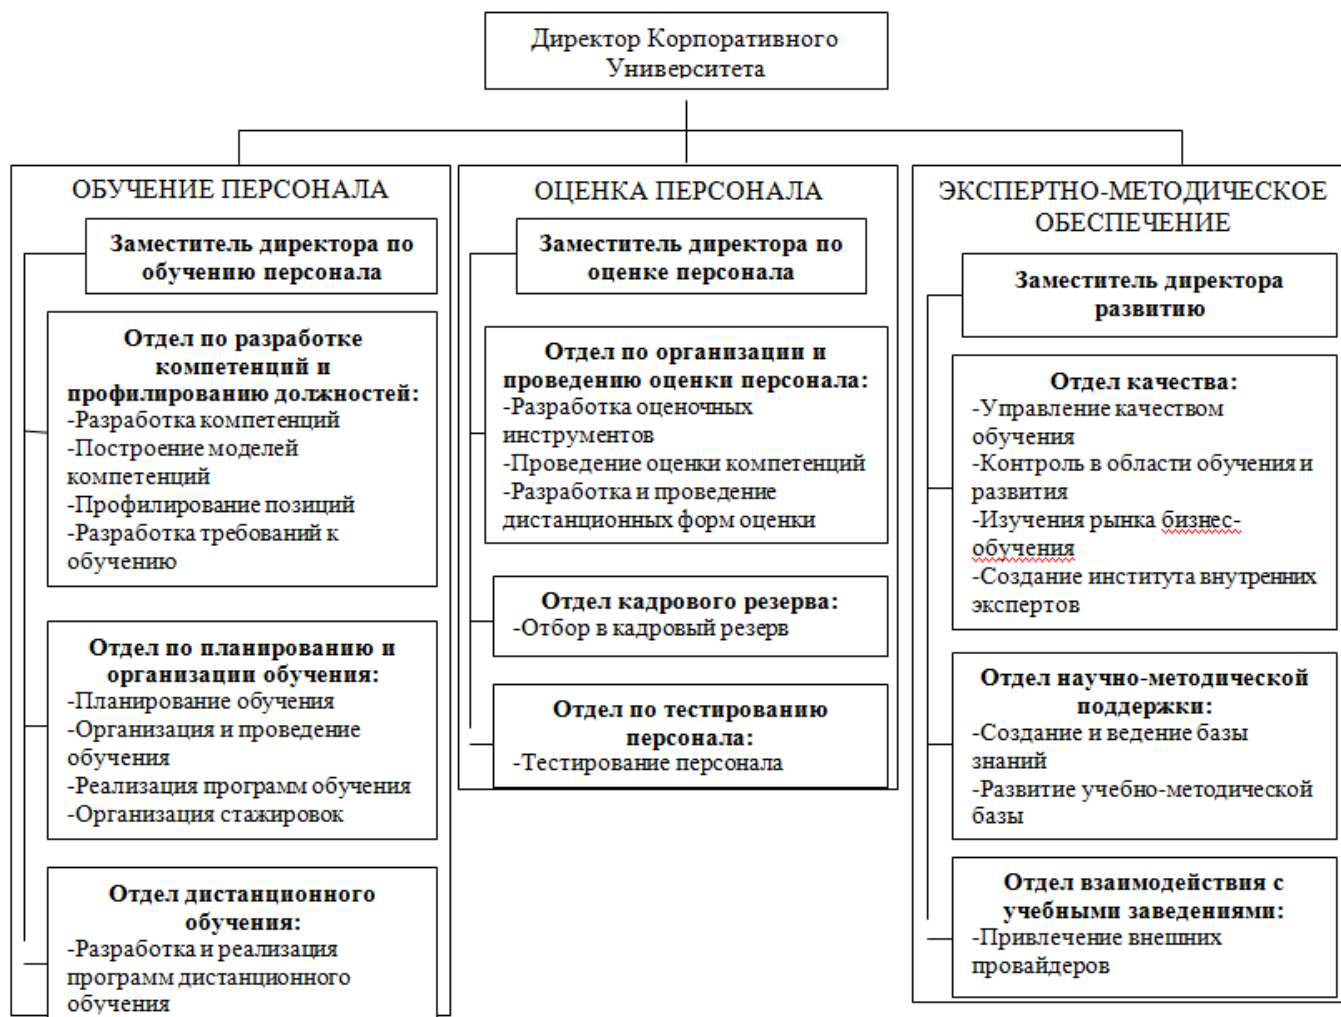 Директор Корпоративного
Университета
ОБУЧЕНИЕ ПЕРСОНАЛА
Заместитель директора по
обучению персонала
Отдел по разработке
компетенций и
профилированию должностей:
-Разработка компетенций
-Построение моделей
компетенций
-Профилирование позиций
-Разработка требований к
обучению
Отдел по планированию и
организации обучения:
-Планирование обучения
-Организация и проведение
обучения
-Реализация программ обучения
-Организация стажировок
Отдел дистанционного
обучения:
-Разработка и реализация
программ дистанционного
обучения
ОЦЕНКА ПЕРСОНАЛА
Заместитель директора по
оценке персонала
Отдел по организации и
проведению оценки персонала:
-Разработка оценочных
инструментов
-Проведение оценки компетенций
-Разработка и проведение
дистанционных форм оценки
Отдел кадрового резерва:
-Отбор в кадровый резерв
Отдел по тестированию
персонала:
-Тестирование персонала
ЭКСПЕРТНО-МЕТОДИЧЕСКОЕ
ОБЕСПЕЧЕНИЕ
Заместитель директора
развитию
Отдел качества:
-Управление качеством
обучения
-Контроль в области обучения и
развития
-Изучения рынка бизнес-
обучения
-Создание института внутренних
экспертов
Отдел научно-методической
поддержки:
-Создание и ведение базы
знаний
-Развитие учебно-методической
базы
Отдел взаимодействия с
учебными заведениями:
-Привлечение внешних
провайдеров